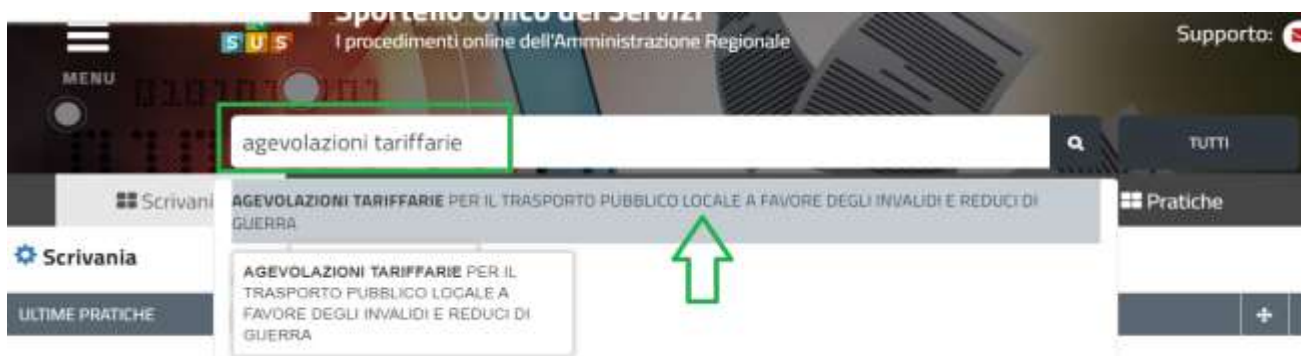 Sportello Unico dei Servizi
SUS
I procedimenti online dell'Amministrazione Regionale
Supporto:
MENU
agevolazioni tariffarie
TUTTI
Scrivani
AGEVOLAZIONI TARIFFARIE PER IL TRASPORTO PUBBLICO LOCALE A FAVORE DEGLI INVALIDI E REDUCI DI
GUERRA
Pratiche
Scrivania
AGEVOLAZIONI TARIFFARIE PER IL
TRASPORTO PUBBLICO LOCALE A
FAVORE DEGLI INVALIDI E REDUCI DI
GUERRA
ULTIME PRATICHE